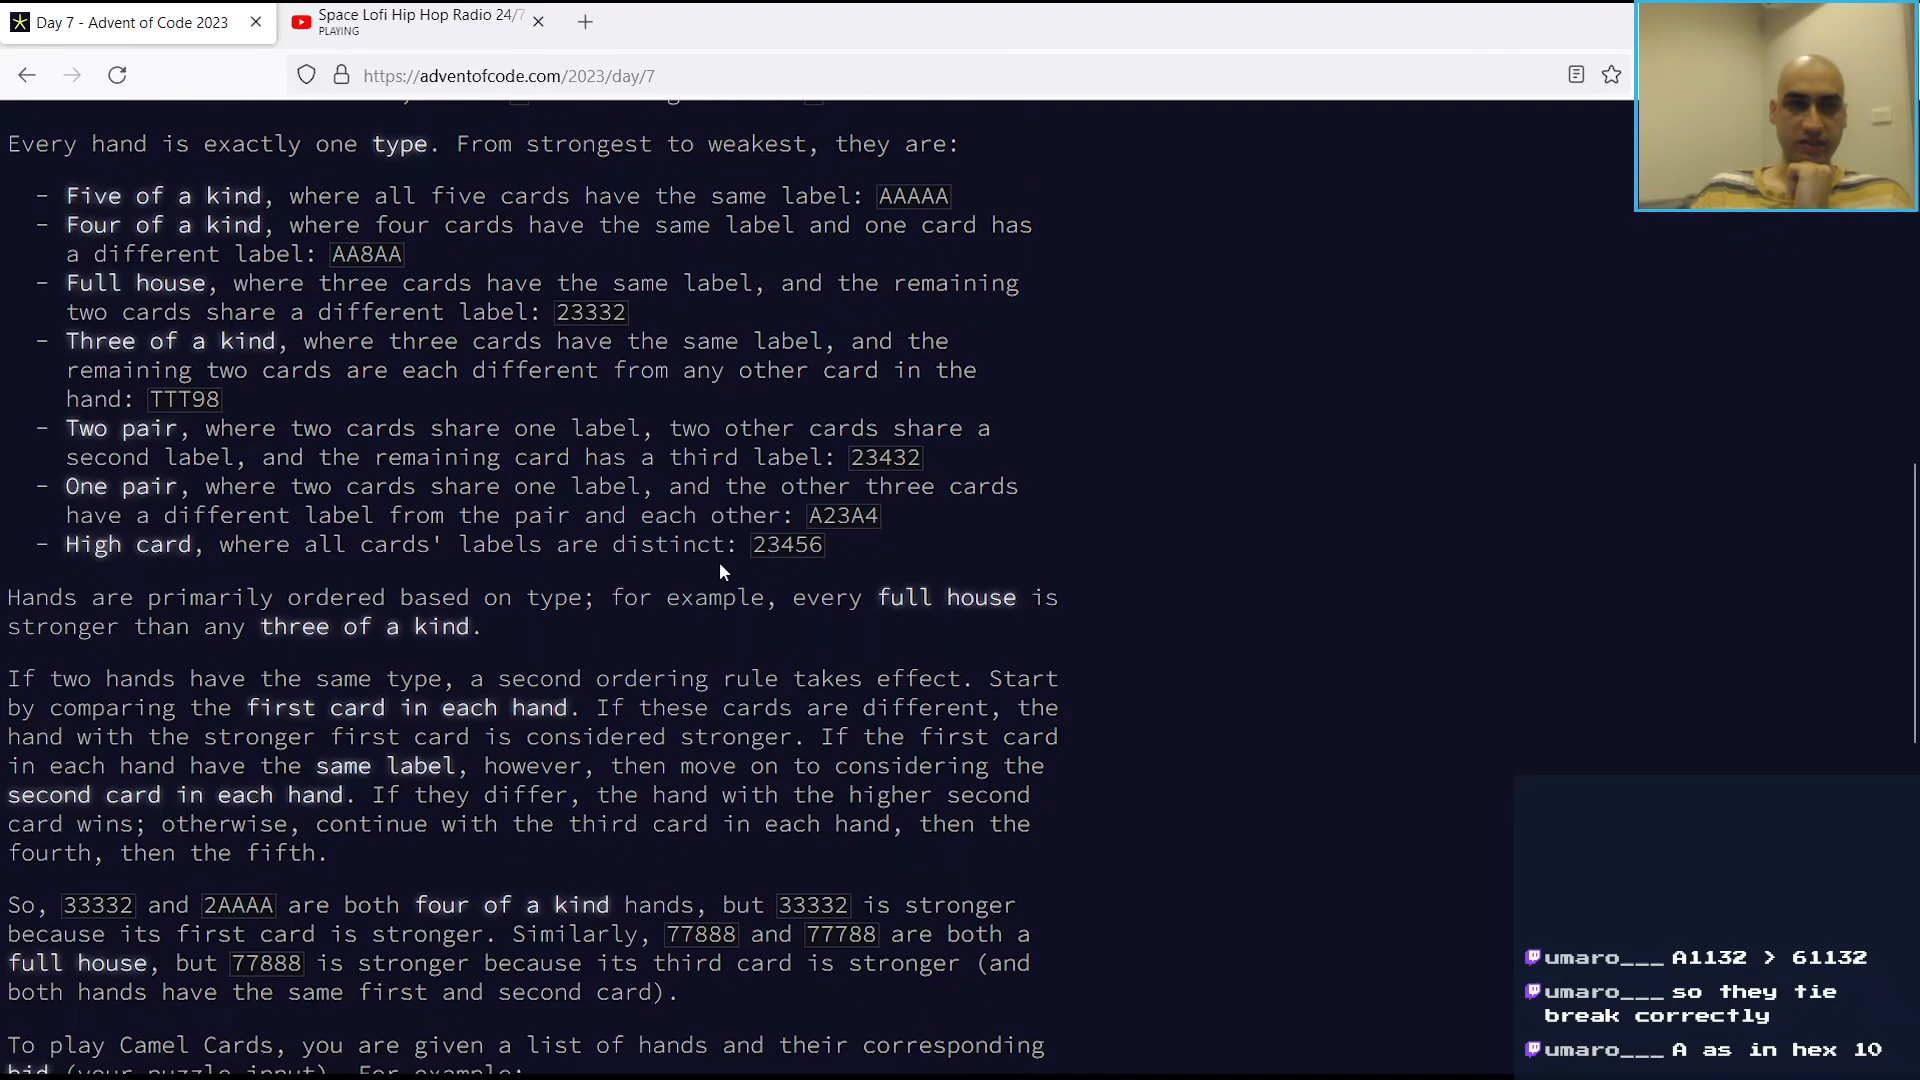 Day 7 - Advent of Code 2023
Space Lofi Hip Hop Radio 24/7
PLAYING
https://adventofcode.com/2023/day/7
Every hand is exactly one type. From strongest to weakest, they are:
- Five of a kind, where all five cards have the same label: AAAAA
- Four of a kind, where four cards have the same label and one card has
a different label: AA8AA
- Full house, where three cards have the same label, and the remaining
two cards share a different label: 23332
- Three of a kind, where three cards have the same label, and the
remaining two cards are each different from any other card in the
hand: TTT98
- Two pair, where two cards share one label, two other cards share a
second label, and the remaining card has a third label: 23432
- One pair, where two cards share one label, and the other three cards
have a different label from the pair and each other: A23A4
- High card, where all cards' labels are distinct: 23456
Hands are primarily ordered based on type; for example, every full house is
stronger than any three of a kind.
If two hands have the same type, a second ordering rule takes effect. Start
by comparing the first card in each hand. If these cards are different, the
hand with the stronger first card is considered stronger. If the first card
in each hand have the same label, however, then move on to considering the
second card in each hand. If they differ, the hand with the higher second
card wins; otherwise, continue with the third card in each hand, then the
fourth, then the fifth.
So, 33332 and 2AAAA are both four of a kind hands, but 33332 is stronger
because its first card is stronger. Similarly, 77888 and 77788 are both a
full house, but 77888 is stronger because its third card is stronger (and
both hands have the same first and second card).
To play Camel Cards, you are given a list of hands and their corresponding
bid (your puzzle input). For example:
umaro___ A1132 > 61132
umaro___ so they tie
break correctly
umaro___ A as in hex 10